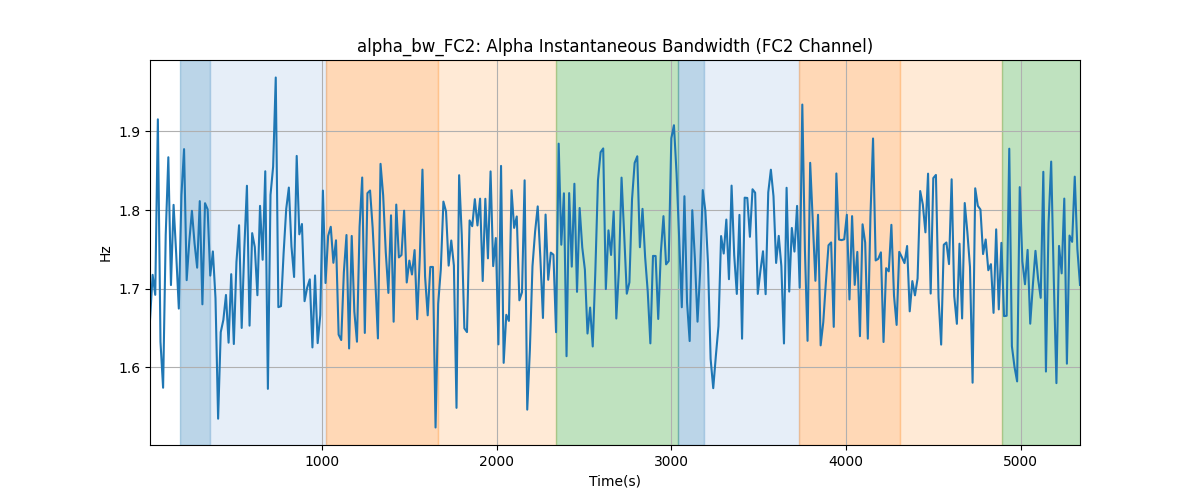 alpha_bw_FC2: Alpha Instantaneous Bandwidth (FC2 Channel)
Hz
1.9
1.8
1.7
1.6
1000 2000 3000 4000 5000
Time(s)